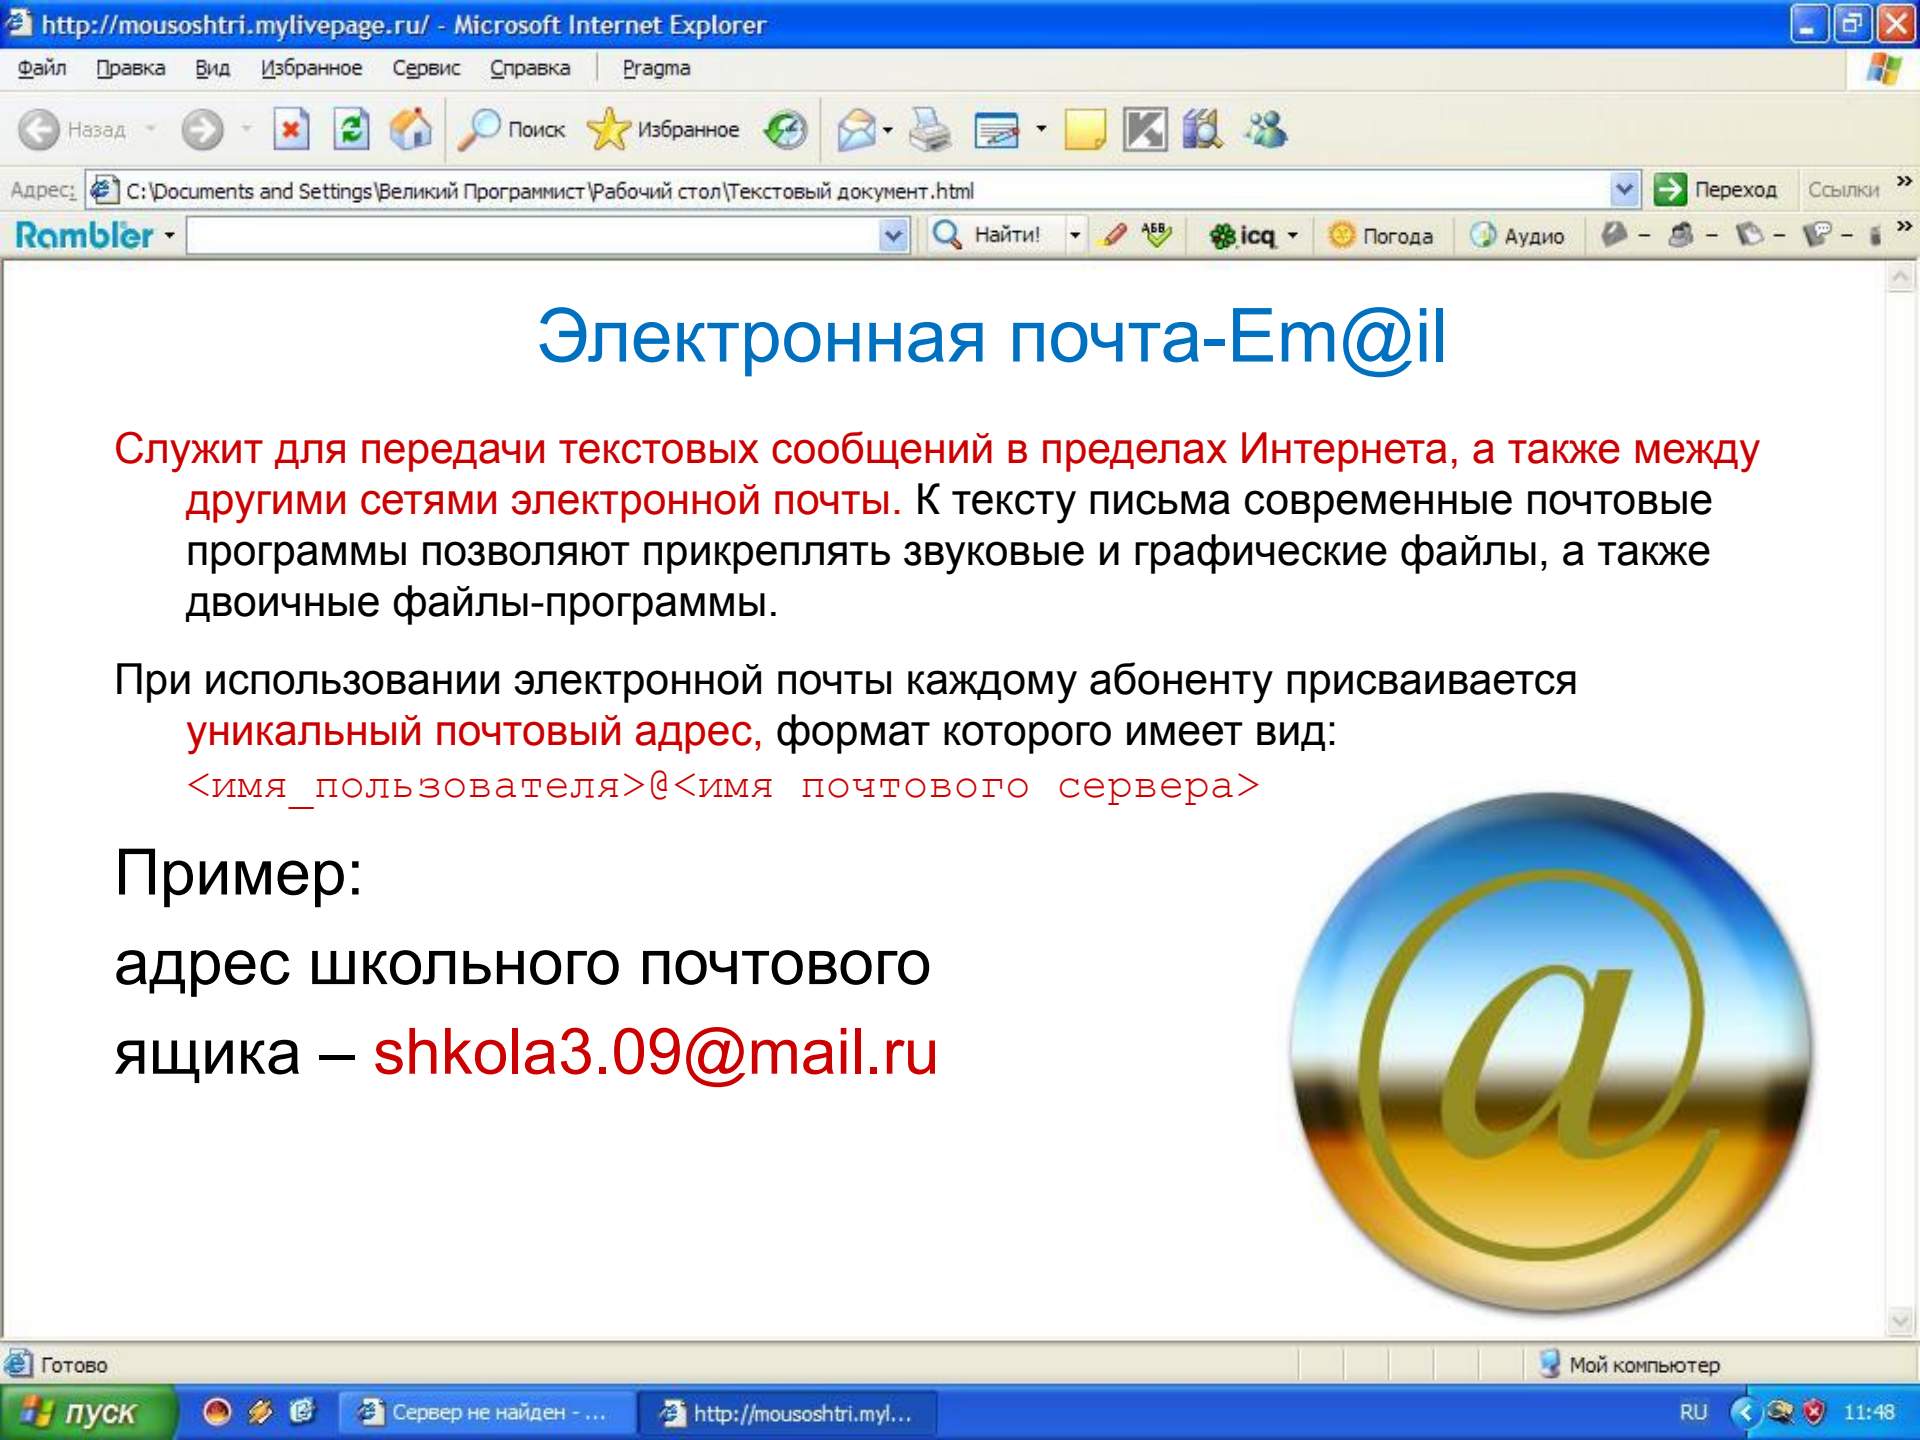 http://mousoshtri.mylivepage.ru/ - Microsoft Internet Explorer
Файл Правка Вид Избранное Сервис Справка Pragma
Назад Поиск Избранное
Адрес: C:\Documents and Settings\Великий Программист\Рабочий стол\Текстовый документ.html Переход Ссылки »
Rambler Найти! АБВ icq Погода Аудио »
Электронная почта-Em@il
Служит для передачи текстовых сообщений в пределах Интернета, а также между
другими сетями электронной почты. К тексту письма современные почтовые
программы позволяют прикреплять звуковые и графические файлы, а также
двоичные файлы-программы.
При использовании электронной почты каждому абоненту присваивается
уникальный почтовый адрес, формат которого имеет вид:
<имя_пользователя>@<имя почтового сервера>
Пример:
адрес школьного почтового
ящика – shkola3.09@mail.ru
@
Готово Мой компьютер
пуск Сервер не найден - ... http://mousoshtri.myl... RU 11:48